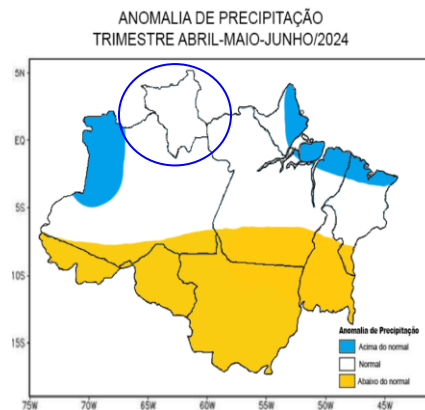 ANOMALIA DE PRECIPITAÇÃO
TRIMESTRE ABRIL-MAIO-JUNHO/2024
5N
EQ
5S
10S
15S
Anomalia de Precipitação
Acima do normal
Normal
Abaixo do normal
75W 70W 65W 60W 55W 50W 45W